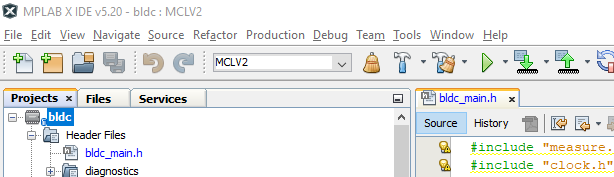 MPLAB X IDE v5.20 - bldc : MCLV2
File Edit View Navigate Source Refactor Production Debug Team Tools Window Help
MCLV2
Projects × Files Services
bldc_main.h ×
bldc
Source History
Header Files
bldc_main.h
#include "measure.
diagnostics
#include "clock.h"